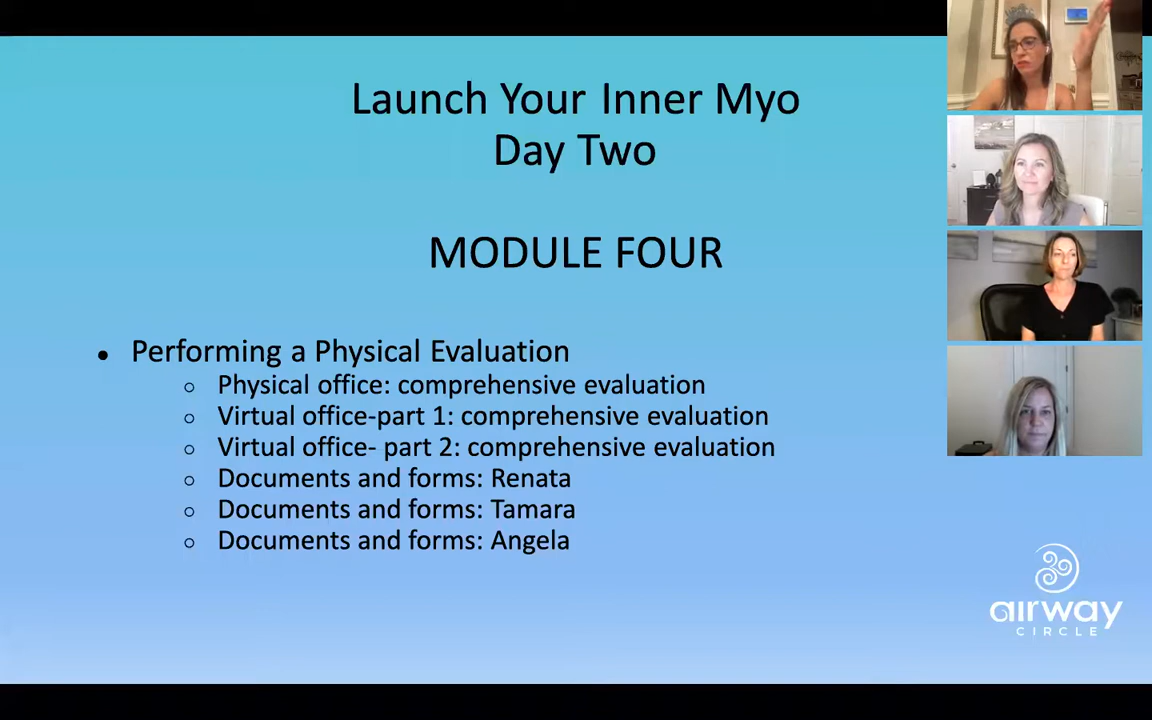 Launch Your Inner Myo
Day Two
MODULE FOUR
● Performing a Physical Evaluation
○ Physical office: comprehensive evaluation
○ Virtual office-part 1: comprehensive evaluation
○ Virtual office- part 2: comprehensive evaluation
○ Documents and forms: Renata
○ Documents and forms: Tamara
○ Documents and forms: Angela
airway
CIRCLE